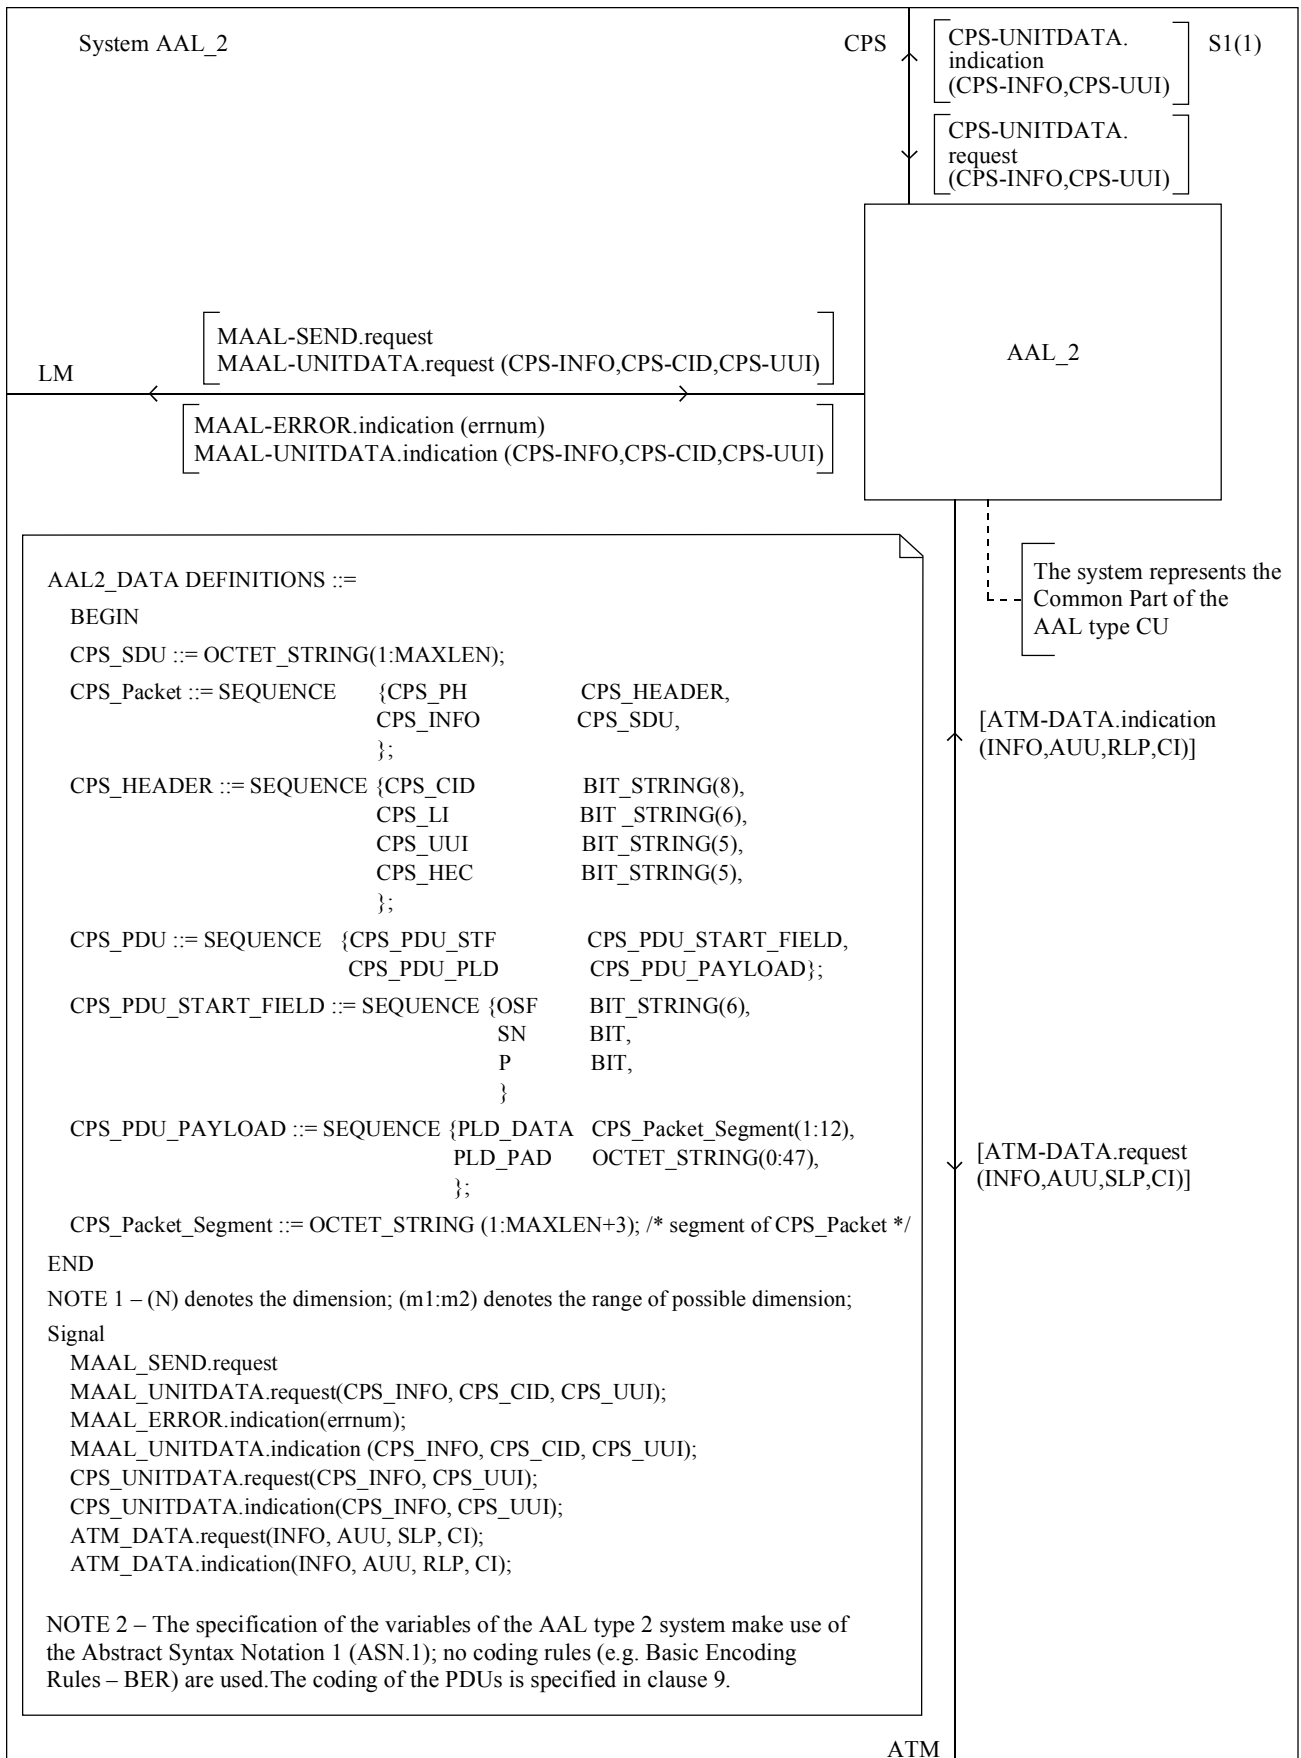 System AAL_2
CPS
CPS-UNITDATA.
indication
(CPS-INFO,CPS-UUI)
S1(1)
CPS-UNITDATA.
request
(CPS-INFO,CPS-UUI)
MAAL-SEND.request
MAAL-UNITDATA.request (CPS-INFO,CPS-CID,CPS-UUI)
AAL_2
LM
MAAL-ERROR.indication (errnum)
MAAL-UNITDATA.indication (CPS-INFO,CPS-CID,CPS-UUI)
The system represents the
Common Part of the
AAL type CU
[ATM-DATA.indication
(INFO,AUU,RLP,CI)]
[ATM-DATA.request
(INFO,AUU,SLP,CI)]
AAL2_DATA DEFINITIONS ::=
BEGIN
CPS_SDU ::= OCTET_STRING(1:MAXLEN);
CPS_Packet ::= SEQUENCE {CPS_PH CPS_HEADER,
CPS_INFO CPS_SDU,
};
CPS_HEADER ::= SEQUENCE {CPS_CID BIT_STRING(8),
CPS_LI BIT _STRING(6),
CPS_UUI BIT_STRING(5),
CPS_HEC BIT_STRING(5),
};
CPS_PDU ::= SEQUENCE {CPS_PDU_STF CPS_PDU_START_FIELD,
CPS_PDU_PLD CPS_PDU_PAYLOAD};
CPS_PDU_START_FIELD ::= SEQUENCE {OSF BIT_STRING(6),
SN BIT,
P BIT,
}
CPS_PDU_PAYLOAD ::= SEQUENCE {PLD_DATA CPS_Packet_Segment(1:12),
PLD_PAD OCTET_STRING(0:47),
};
CPS_Packet_Segment ::= OCTET_STRING (1:MAXLEN+3); /* segment of CPS_Packet */
END
NOTE 1 – (N) denotes the dimension; (m1:m2) denotes the range of possible dimension;
Signal
MAAL_SEND.request
MAAL_UNITDATA.request(CPS_INFO, CPS_CID, CPS_UUI);
MAAL_ERROR.indication(errnum);
MAAL_UNITDATA.indication (CPS_INFO, CPS_CID, CPS_UUI);
CPS_UNITDATA.request(CPS_INFO, CPS_UUI);
CPS_UNITDATA.indication(CPS_INFO, CPS_UUI);
ATM_DATA.request(INFO, AUU, SLP, CI);
ATM_DATA.indication(INFO, AUU, RLP, CI);
NOTE 2 – The specification of the variables of the AAL type 2 system make use of
the Abstract Syntax Notation 1 (ASN.1); no coding rules (e.g. Basic Encoding
Rules – BER) are used.The coding of the PDUs is specified in clause 9.
ATM